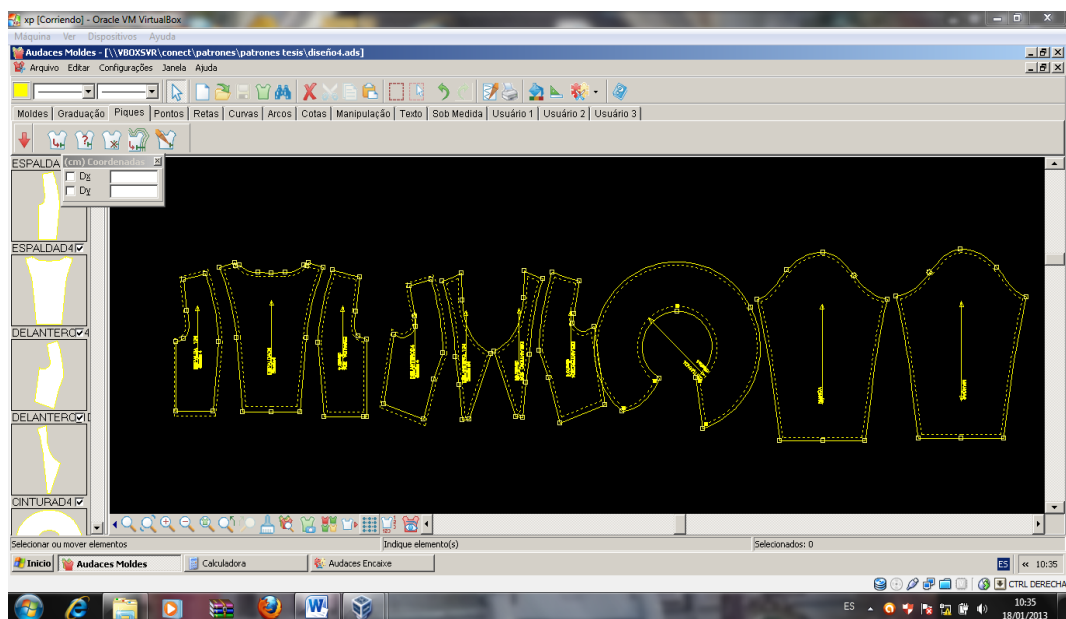 xp [Corriendo] - Oracle VM VirtualBox
Máquina Ver Dispositivos Ayuda
Audaces Moldes - [\\VBOXSVR\conect\patrones\patrones tesis\diseño4.ads]
Arquivo Editar Configurações Janela Ajuda
Moldes Graduação Piques Pontos Retas Curvas Arcos Cotas Manipulação Texto Sob Medida Usuário 1 Usuário 2 Usuário 3
ESPALDA
(cm) Coordenadas
Dx
Dy
ESPALDAD4
DELANTERO
4
DELANTERO
CINTURAD4
Selecionar ou mover elementos
Indique elemento(s)
Selecionados: 0
Inicio
Audaces Moldes
Calculadora
Audaces Encaixe
ES
« 10:35
CTRL DERECHA
ES
10:35
18/01/2013